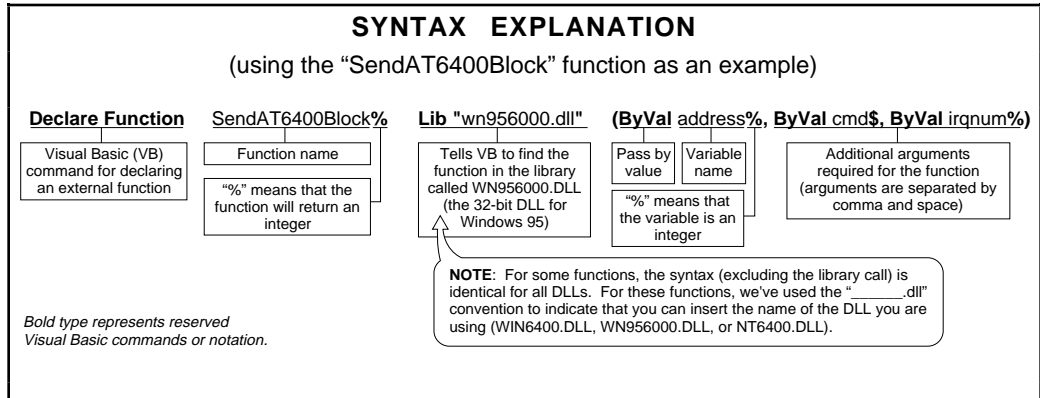 SYNTAX EXPLANATION
(using the “SendAT6400Block” function as an example)
Declare Function SendAT6400Block% Lib "wn956000.dll" (ByVal address%, ByVal cmd$, ByVal irqnum%)
Visual Basic (VB)
command for declaring
an external function
Function name
“%” means that the
function will return an
integer
Tells VB to find the
function in the library
called WN956000.DLL
(the 32-bit DLL for
Windows 95)
Pass by
value
Variable
name
“%” means that
the variable is an
integer
Additional arguments
required for the function
(arguments are separated by
comma and space)
NOTE: For some functions, the syntax (excluding the library call) is
identical for all DLLs. For these functions, we’ve used the “______.dll”
convention to indicate that you can insert the name of the DLL you are
using (WIN6400.DLL, WN956000.DLL, or NT6400.DLL).
Bold type represents reserved
Visual Basic commands or notation.